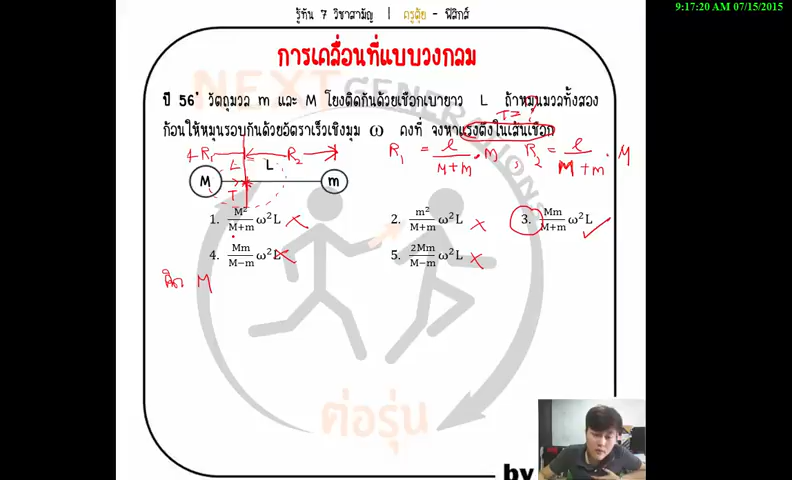 9:17:20 AM 07/15/2015
รู้ทัน 7 วิชาสามัญ | ครูตุ้ย - ฟิสิกส์
การเคลื่อนที่แบบวงกลม
NEXT GENERATIONS
ปี 56' วัตถุมวล m และ M โยงติดกันด้วยเชือกเบายาว L ถ้าหมุนมวลทั้งสอง
T = ?
ก้อนให้หมุนรอบกันด้วยอัตราเร็วเชิงมุม ω คงที่ จงหาแรงตึงในเส้นเชือก
R₁ R₂ R₁ = l/(M+m) · m , R₂ = l/(M+m) · M
L
M T m
1. M²/(M+m) ω²L 2. m²/(M+m) ω²L 3. Mm/(M+m) ω²L
4. Mm/(M−m) ω²L 5. 2Mm/(M−m) ω²L
คิด M
ต่อรุ่น
by